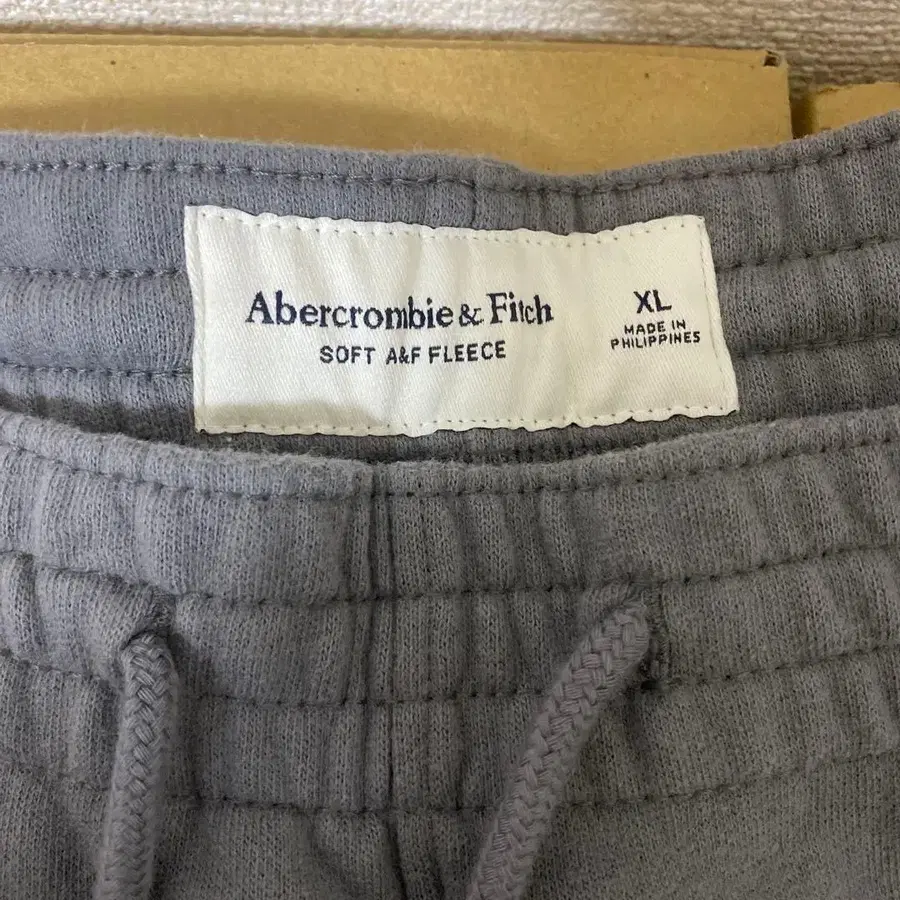 Abercrombie & Fitch
SOFT A&F FLEECE
XL
MADE IN
PHILIPPINES